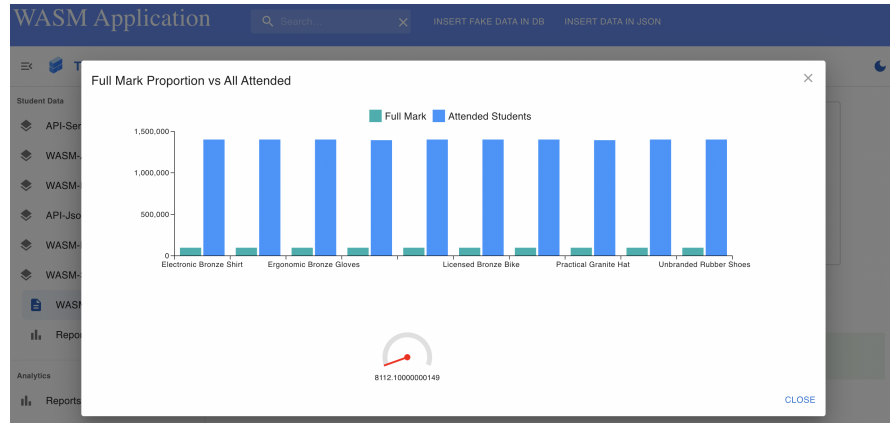 WASM Application
Search...
INSERT FAKE DATA IN DB
INSERT DATA IN JSON
T
Student Data
API-Ser
WASM-
WASM-
API-Jso
WASM-
WASM-
WASM
Repo
Analytics
Reports
Full Mark Proportion vs All Attended
Full Mark
Attended Students
1,500,000
1,000,000
500,000
0
Electronic Bronze Shirt
Ergonomic Bronze Gloves
Licensed Bronze Bike
Practical Granite Hat
Unbranded Rubber Shoes
8112.10000000149
CLOSE